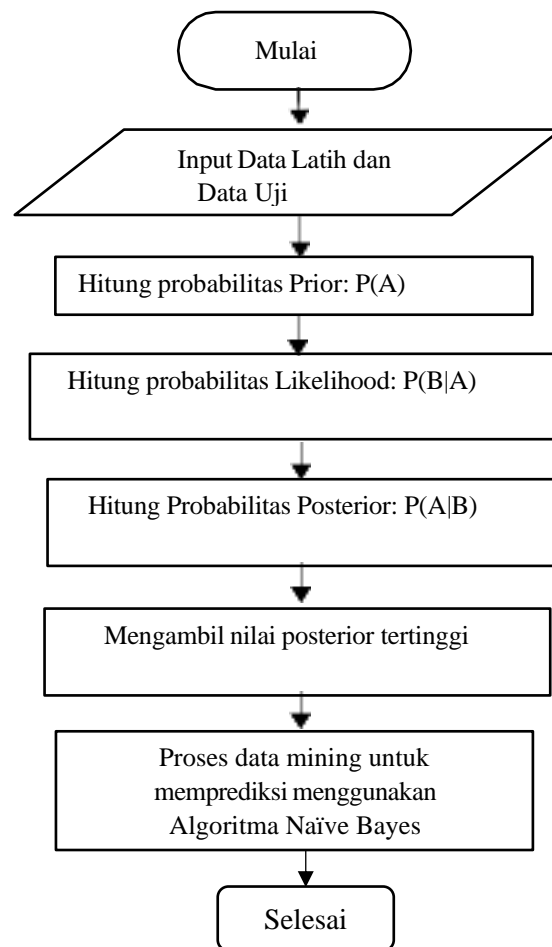 Mulai
Input Data Latih dan
Data Uji
Hitung probabilitas Prior: P(A)
Hitung probabilitas Likelihood: P(B|A)
Hitung Probabilitas Posterior: P(A|B)
Mengambil nilai posterior tertinggi
Proses data mining untuk
memprediksi menggunakan
Algoritma Naïve Bayes
Selesai